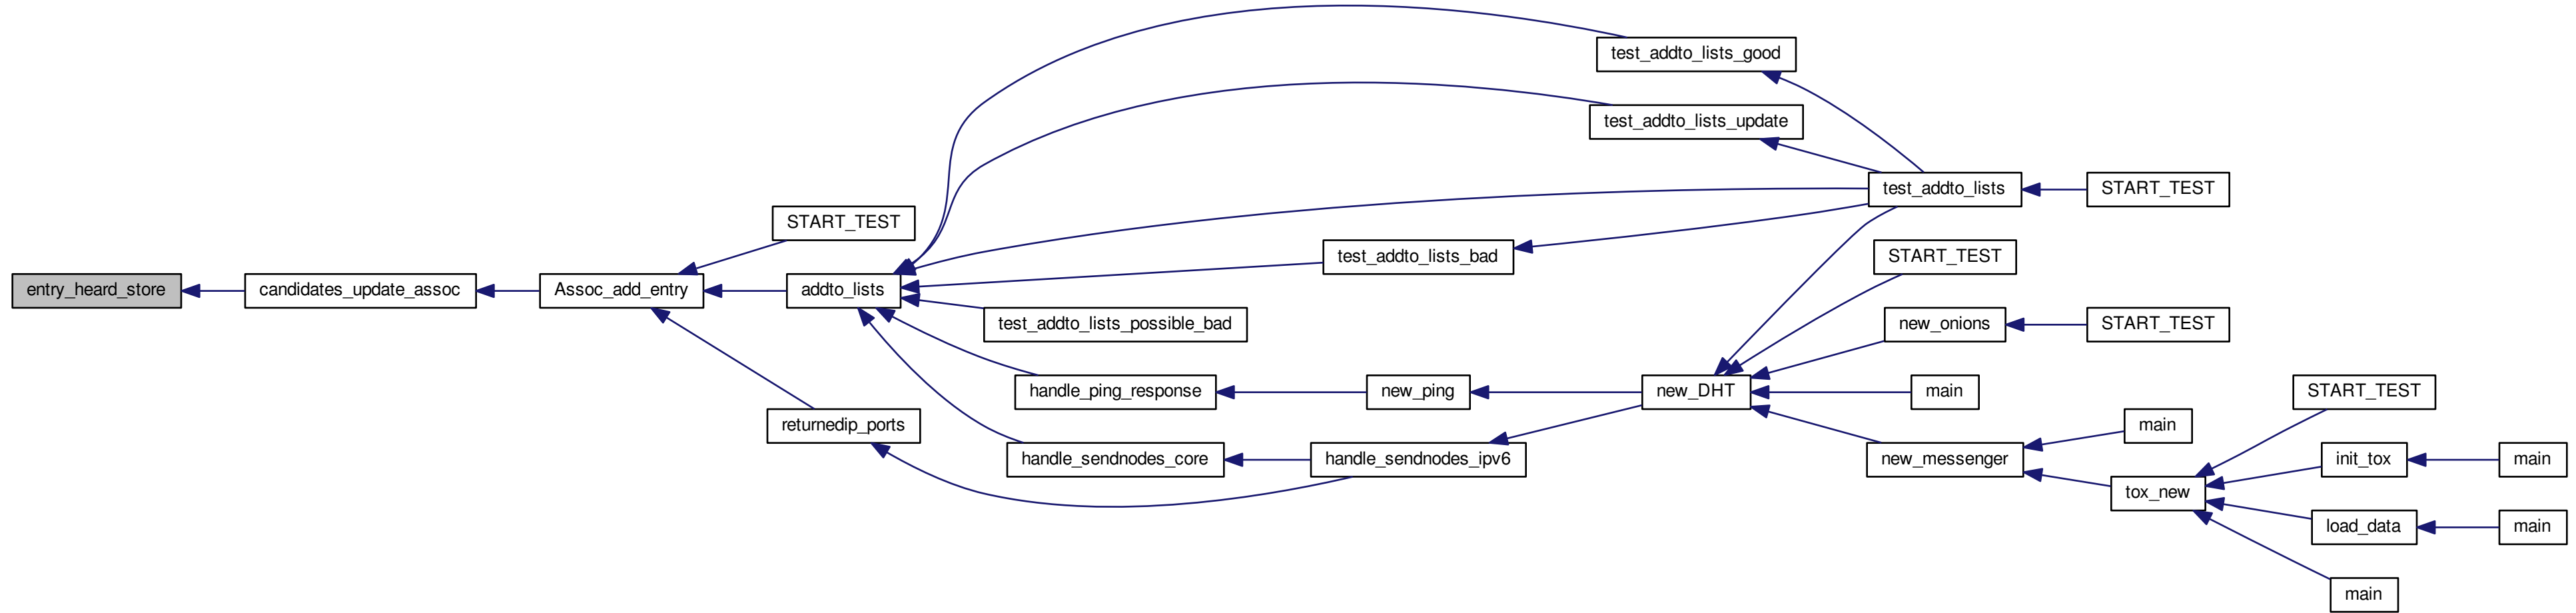 test_addto_lists_good
test_addto_lists_update
test_addto_lists
START_TEST
START_TEST
test_addto_lists_bad
START_TEST
entry_heard_store
candidates_update_assoc
Assoc_add_entry
addto_lists
test_addto_lists_possible_bad
new_onions
START_TEST
handle_ping_response
new_ping
new_DHT
main
START_TEST
returnedip_ports
main
handle_sendnodes_core
handle_sendnodes_ipv6
new_messenger
init_tox
main
tox_new
load_data
main
main